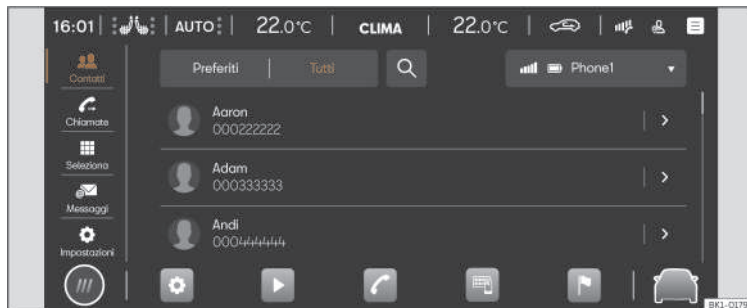 16:01 AUTO 22.0°C CLIMA 22.0°C
Contatti
Chiamate
Seleziona
Messaggi
Impostazioni
Preferiti Tutti
Phone1
Aaron
000222222
Adam
000333333
Andi
000444444
BK1-0179